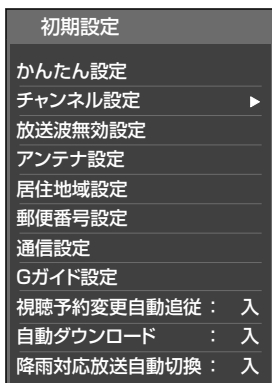 初期設定
かんたん設定
チャンネル設定 ▶
放送波無効設定
アンテナ設定
居住地域設定
郵便番号設定
通信設定
Gガイド設定
視聴予約変更自動追従： 入
自動ダウンロード ： 入
降雨対応放送自動切換： 入